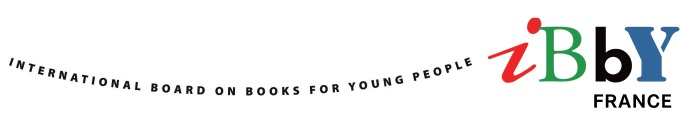 INTERNATIONAL BOARD ON BOOKS FOR YOUNG PEOPLE
iBbY
FRANCE